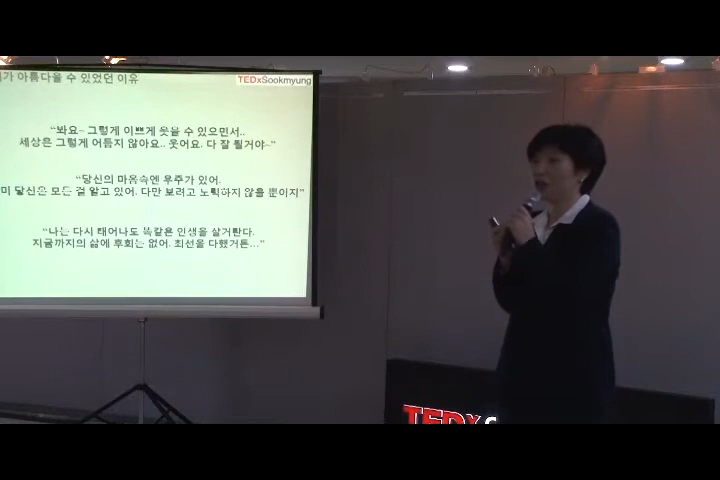 가 아름다울 수 있었던 이유
TEDxSookmyung
“봐요~ 그렇게 이쁘게 웃을 수 있으면서..
세상은 그렇게 어둡지 않아요.. 웃어요. 다 잘 될거야~”
“당신의 마음속엔 우주가 있어.
미 당신은 모든 걸 알고 있어. 다만 보려고 노력하지 않을 뿐이지”
“나는 다시 태어나도 똑같은 인생을 살거란다.
지금까지의 삶에 후회는 없어. 최선을 다했거든...”
TEDx